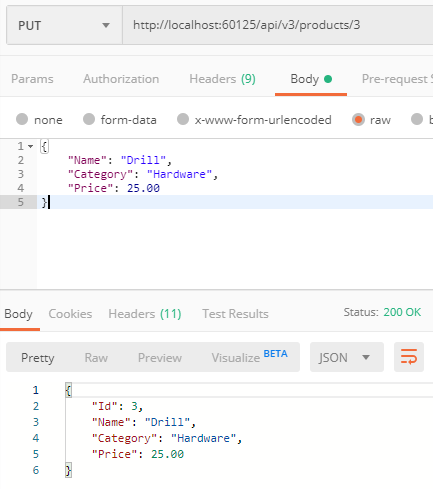 PUT http://localhost:60125/api/v3/products/3
Params Authorization Headers (9) Body Pre-request S
none form-data x-www-form-urlencoded raw b
1 {
2 "Name": "Drill",
3 "Category": "Hardware",
4 "Price": 25.00
5 }
Body Cookies Headers (11) Test Results Status: 200 OK
Pretty Raw Preview Visualize BETA JSON
1 {
2 "Id": 3,
3 "Name": "Drill",
4 "Category": "Hardware",
5 "Price": 25.00
6 }